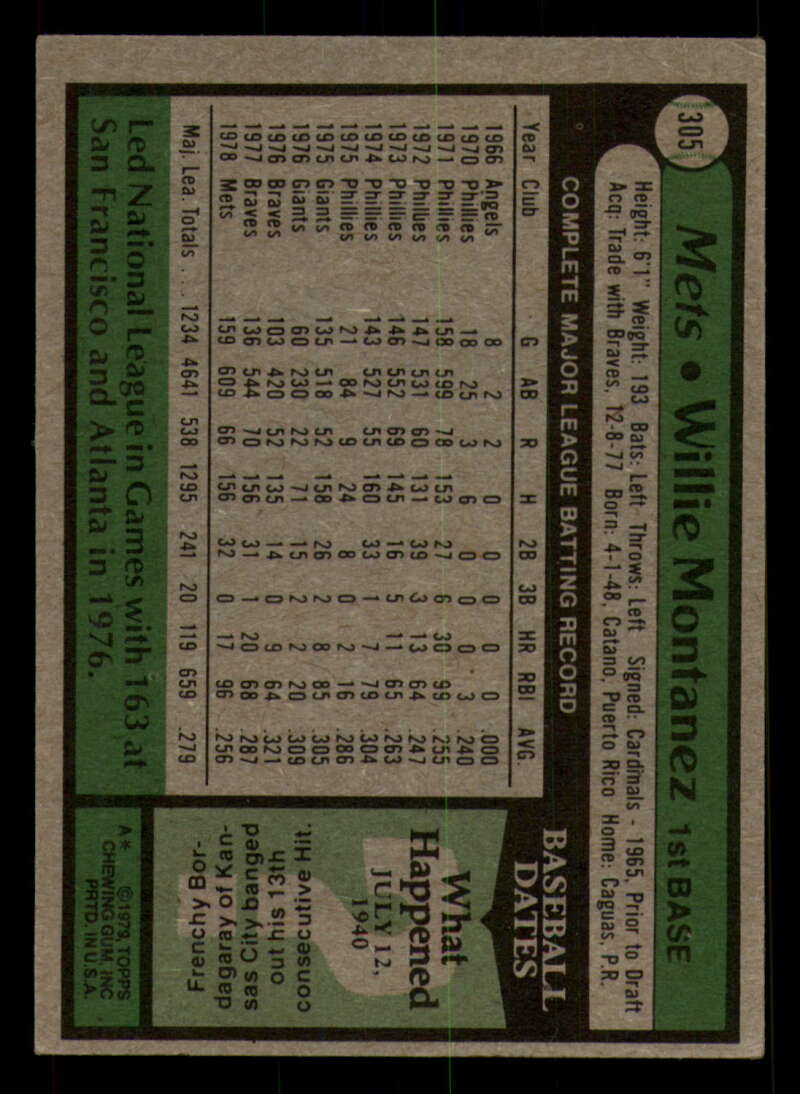 305
Mets • Willie Montanez 1st BASE
Height: 6'1" Weight: 193 Bats: Left Throws: Left Signed: Cardinals - 1965, Prior to Draft
Acq: Trade with Braves, 12-8-77 Born: 4-1-48, Catano, Puerto Rico Home: Caguas, P.R.
COMPLETE MAJOR LEAGUE BATTING RECORD
Year Club G AB R H 2B 3B HR RBI AVG.
1966 Angels 8 2 2 0 0 0 0 0 .000
1970 Phillies 18 25 3 6 0 0 0 3 .240
1971 Phillies 158 599 78 153 27 6 30 99 .255
1972 Phillies 147 531 60 131 39 3 13 64 .247
1973 Phillies 146 552 69 145 16 5 11 65 .263
1974 Phillies 143 527 55 160 33 1 7 79 .304
1975 Phillies 21 84 9 24 8 0 2 16 .286
1975 Giants 135 518 52 158 26 2 8 85 .305
1976 Giants 60 230 22 71 15 2 2 20 .309
1976 Braves 103 420 52 135 14 0 9 64 .321
1977 Braves 136 544 70 156 31 1 20 68 .287
1978 Mets 159 609 66 156 32 0 17 96 .256
Maj. Lea. Totals . . . 1234 4641 538 1295 241 20 119 659 .279
Led National League in Games with 163 at
San Francisco and Atlanta in 1976.
BASEBALL
DATES
What
Happened
JULY 12,
1940
Frenchy Bor-
dagaray of Kan-
sas City banged
out his 13th
consecutive Hit.
A* ©1979, TOPPS
CHEWING GUM, INC
PRTD. IN U.S.A.